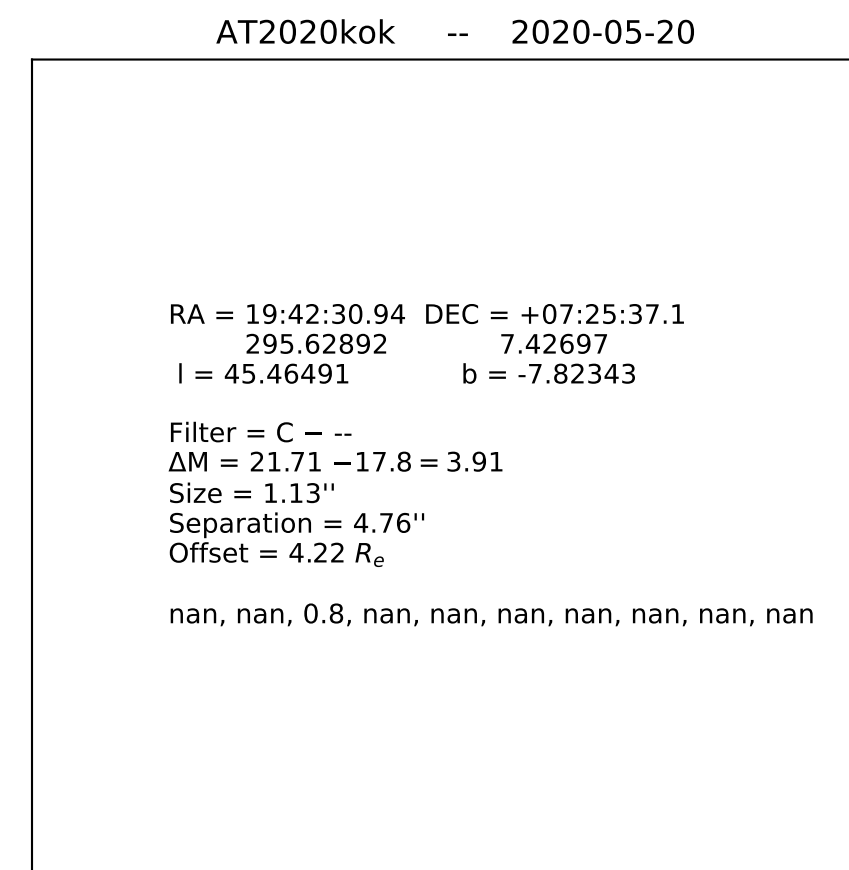 AT2020kok -- 2020-05-20
RA = 19:42:30.94 DEC = +07:25:37.1
295.62892 7.42697
l = 45.46491 b = -7.82343
Filter = C − --
ΔM = 21.71 −17.8 = 3.91
Size = 1.13''
Separation = 4.76''
Offset = 4.22 Re
nan, nan, 0.8, nan, nan, nan, nan, nan, nan, nan